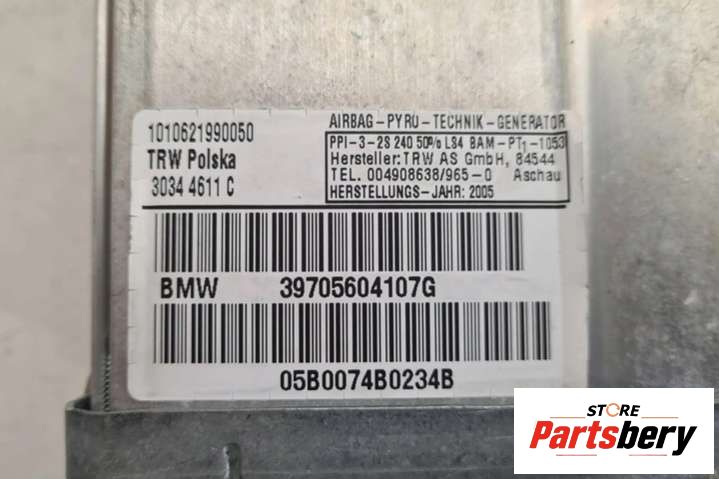 1010621990050
TRW Polska
3034 4611 C
AIRBAG-PYRO-TECHNIK-GENERATOR
PPI-3-2S 240 50% LS4 BAM-PT1-1053
Hersteller: TRW AS GmbH, 84544
TEL. 004908638/965-0 Aschau
HERSTELLUNGS-JAHR: 2005
BMW 39705604107G
05B0074B0234B
STORE
Partsbery